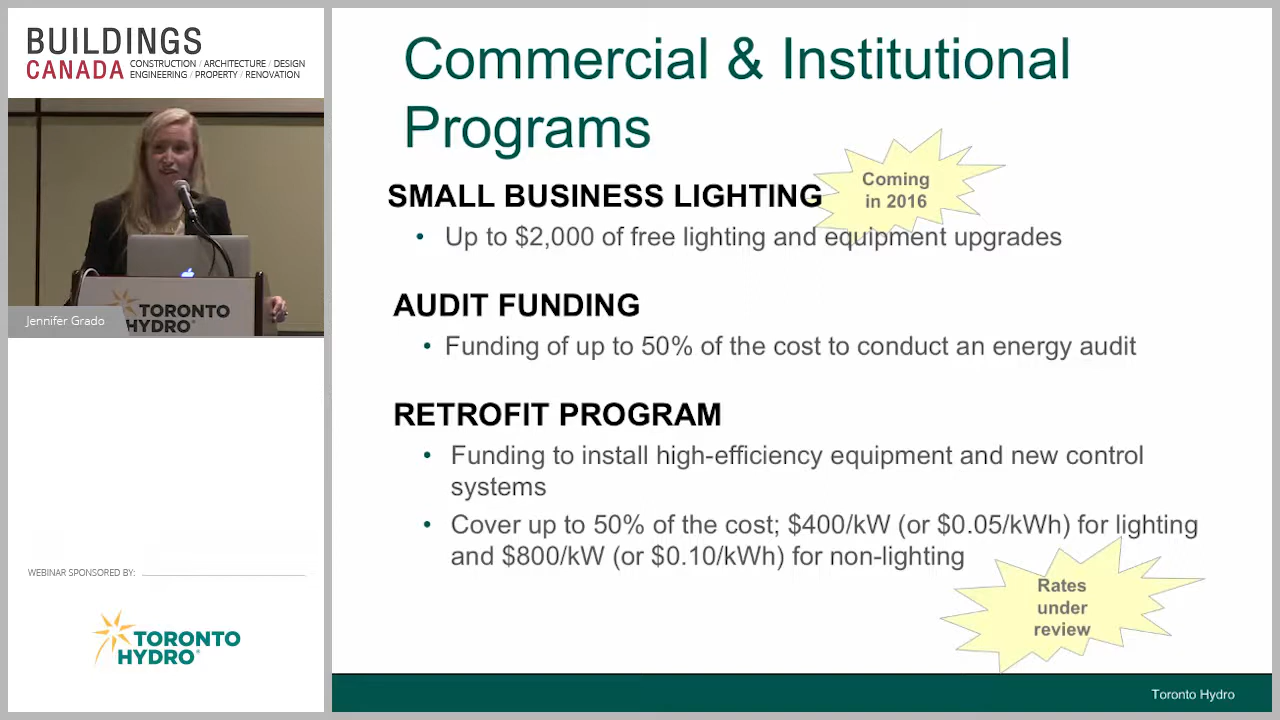 BUILDINGS
CANADA CONSTRUCTION / ARCHITECTURE / DESIGN
ENGINEERING / PROPERTY / RENOVATION
TORONTO
HYDRO
Jennifer Grado
WEBINAR SPONSORED BY:
TORONTO
HYDRO
Commercial & Institutional
Programs
Coming
in 2016
SMALL BUSINESS LIGHTING
• Up to $2,000 of free lighting and equipment upgrades
AUDIT FUNDING
• Funding of up to 50% of the cost to conduct an energy audit
RETROFIT PROGRAM
• Funding to install high-efficiency equipment and new control
systems
• Cover up to 50% of the cost; $400/kW (or $0.05/kWh) for lighting
and $800/kW (or $0.10/kWh) for non-lighting
Rates
under
review
Toronto Hydro